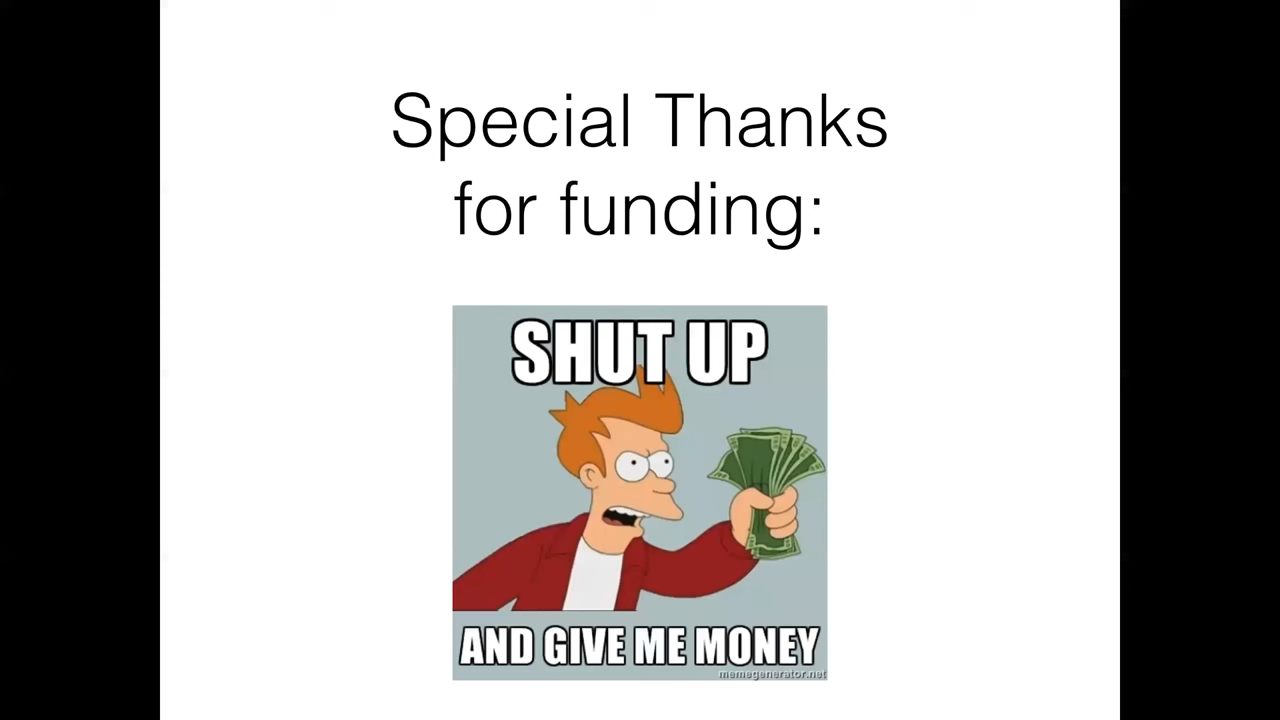 Special Thanks
for funding:
SHUT UP
AND GIVE ME MONEY
memegenerator.net